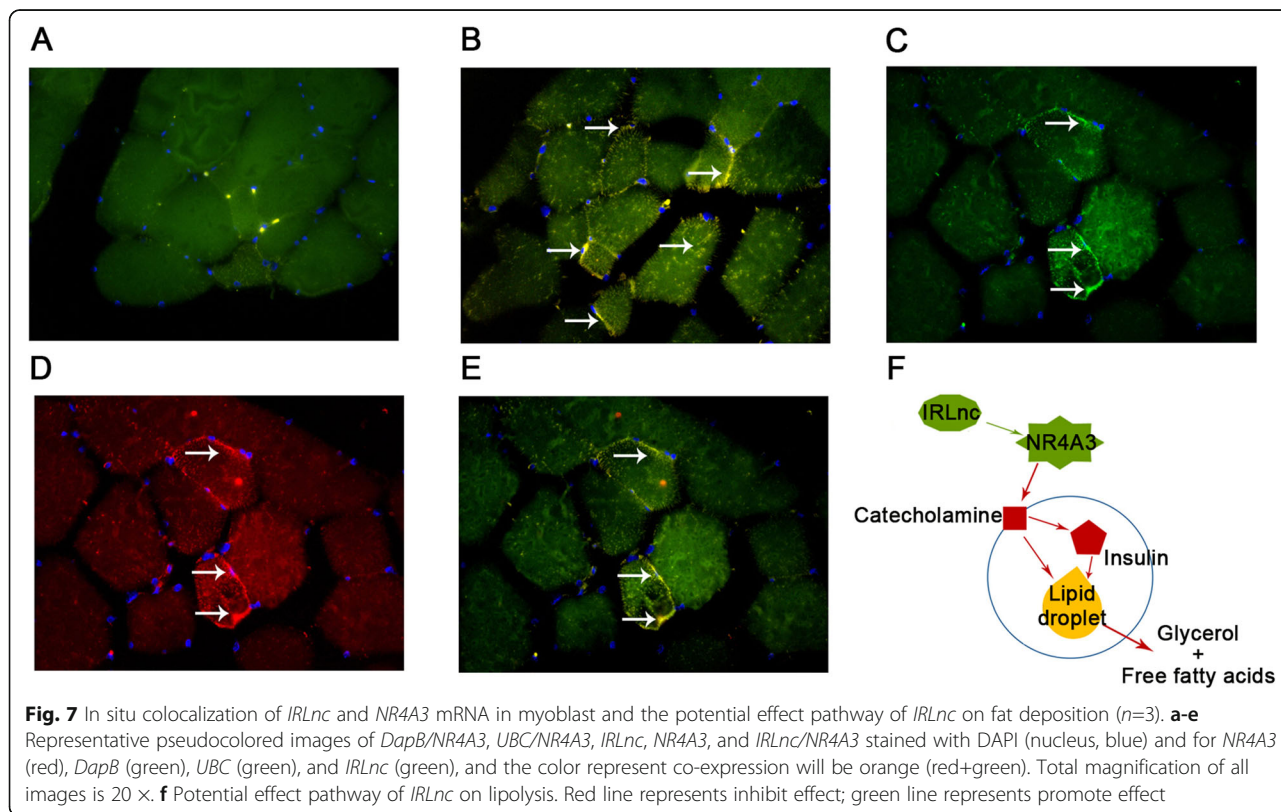 A
B
C
D
E
F
IRLnc
NR4A3
Catecholamine
Insulin
Lipid
droplet
Glycerol
+
Free fatty acids
Fig. 7 In situ colocalization of IRLnc and NR4A3 mRNA in myoblast and the potential effect pathway of IRLnc on fat deposition (n=3). a-e
Representative pseudocolored images of DapB/NR4A3, UBC/NR4A3, IRLnc, NR4A3, and IRLnc/NR4A3 stained with DAPI (nucleus, blue) and for NR4A3
(red), DapB (green), UBC (green), and IRLnc (green), and the color represent co-expression will be orange (red+green). Total magnification of all
images is 20 ×. f Potential effect pathway of IRLnc on lipolysis. Red line represents inhibit effect; green line represents promote effect